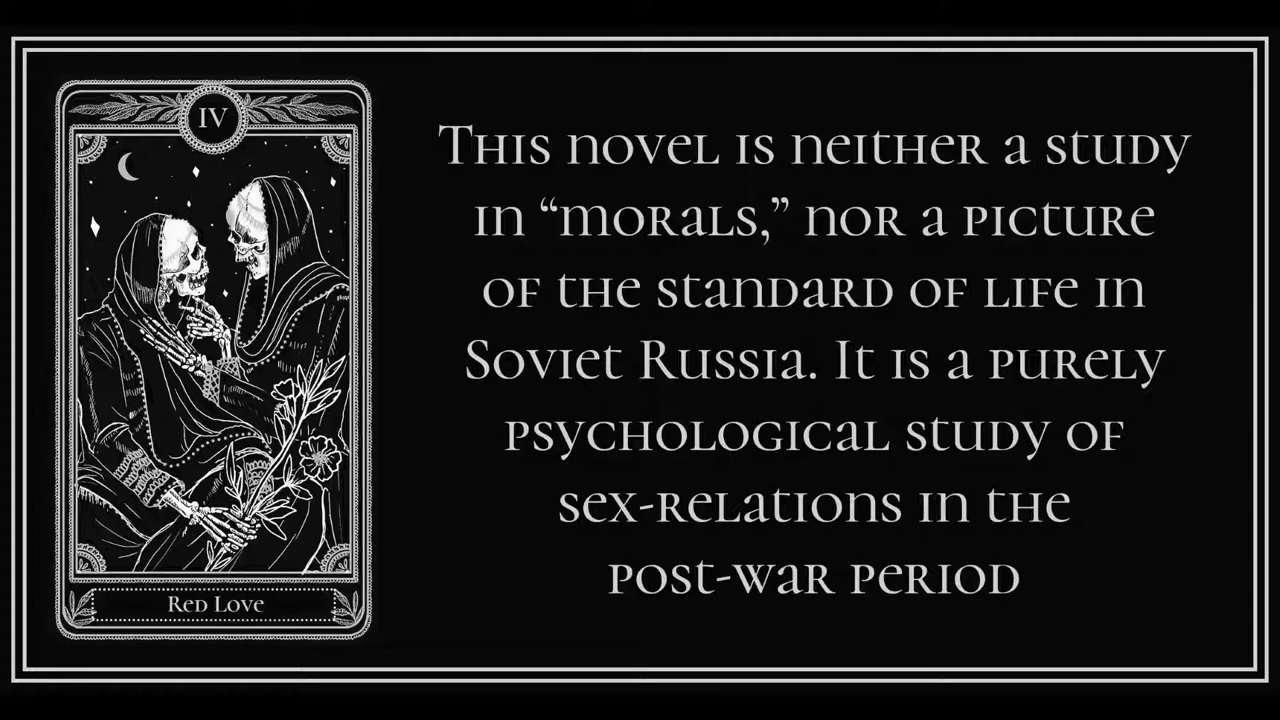 IV
Red Love
This novel is neither a study
in “morals,” nor a picture
of the standard of life in
Soviet Russia. It is a purely
psychological study of
sex-relations in the
post-war period